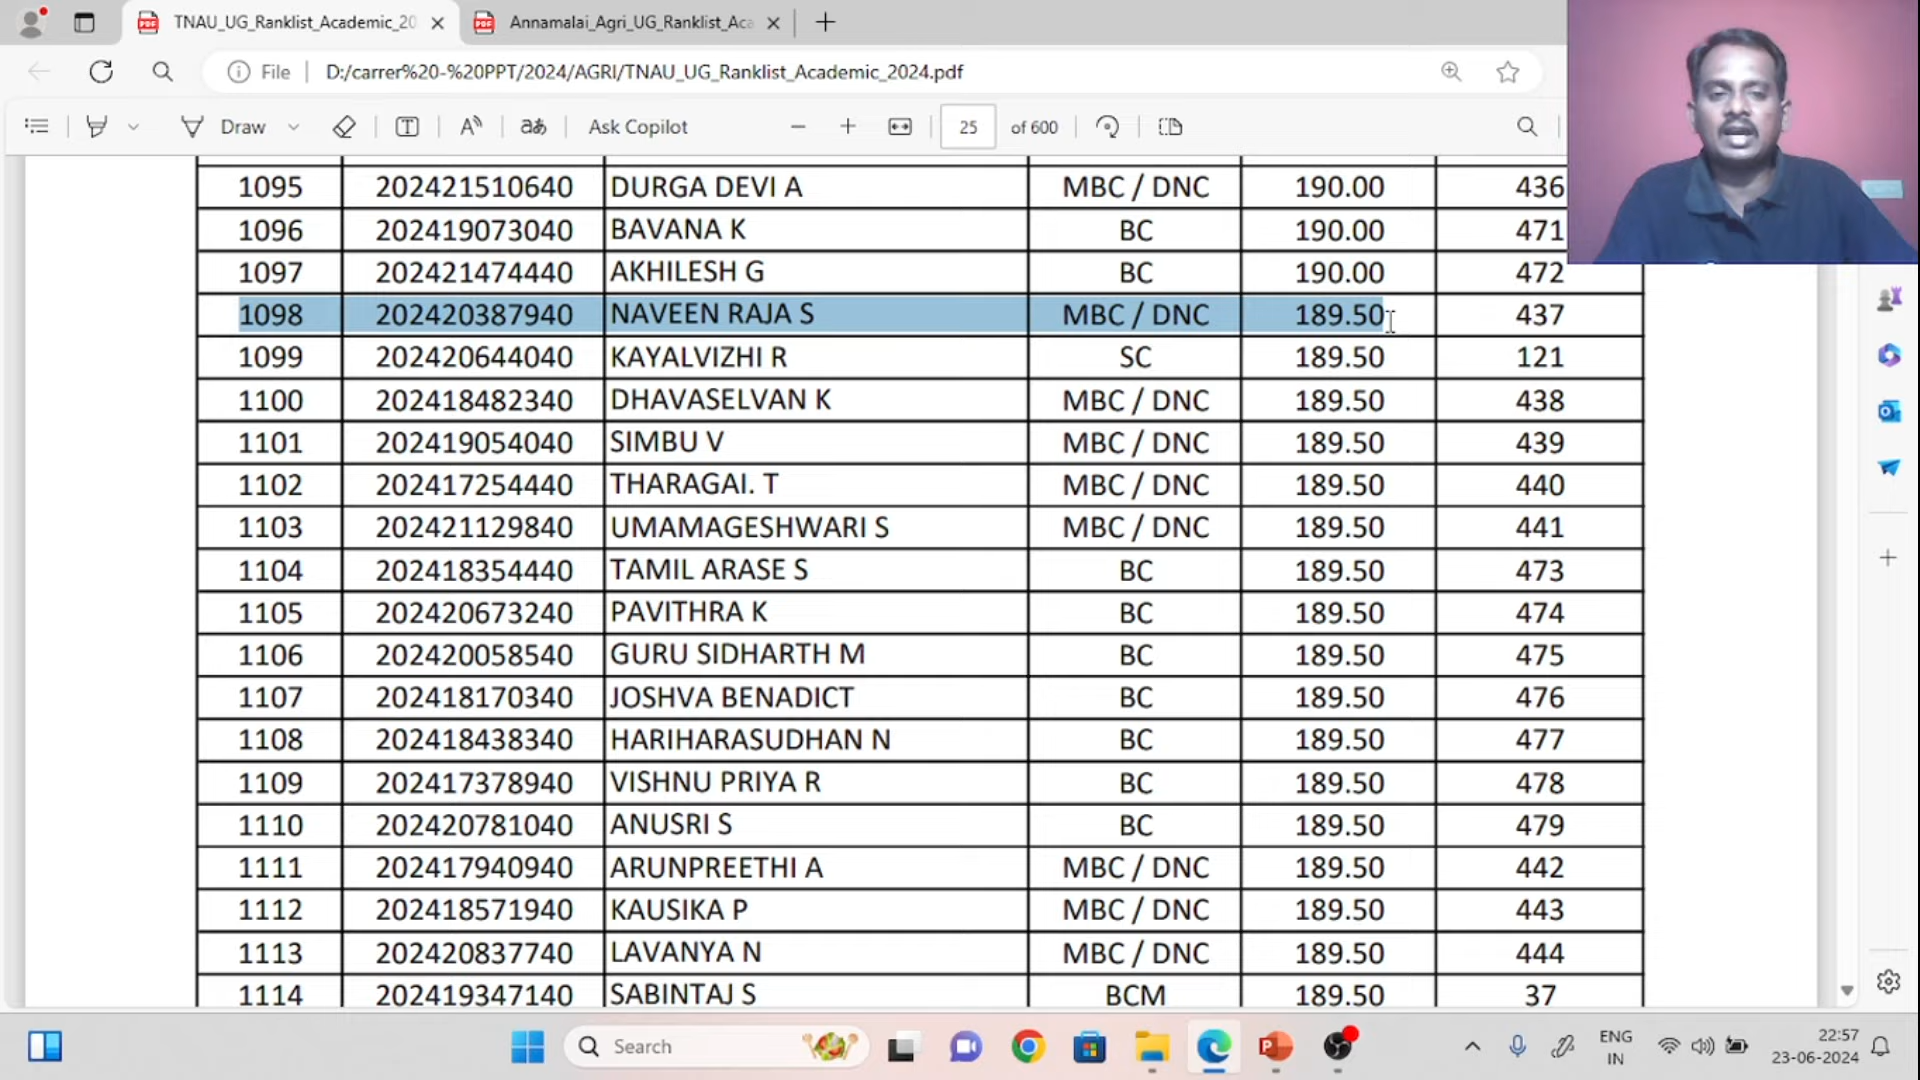 TNAU_UG_Ranklist_Academic_20
Annamalai_Agri_UG_Ranklist_Aca
File D:/carrer%20-%20PPT/2024/AGRI/TNAU_UG_Ranklist_Academic_2024.pdf
Draw aあ Ask Copilot 25 of 600
1095 202421510640 DURGA DEVI A MBC / DNC 190.00 436
1096 202419073040 BAVANA K BC 190.00 471
1097 202421474440 AKHILESH G BC 190.00 472
1098 202420387940 NAVEEN RAJA S MBC / DNC 189.50 437
1099 202420644040 KAYALVIZHI R SC 189.50 121
1100 202418482340 DHAVASELVAN K MBC / DNC 189.50 438
1101 202419054040 SIMBU V MBC / DNC 189.50 439
1102 202417254440 THARAGAI. T MBC / DNC 189.50 440
1103 202421129840 UMAMAGESHWARI S MBC / DNC 189.50 441
1104 202418354440 TAMIL ARASE S BC 189.50 473
1105 202420673240 PAVITHRA K BC 189.50 474
1106 202420058540 GURU SIDHARTH M BC 189.50 475
1107 202418170340 JOSHVA BENADICT BC 189.50 476
1108 202418438340 HARIHARASUDHAN N BC 189.50 477
1109 202417378940 VISHNU PRIYA R BC 189.50 478
1110 202420781040 ANUSRI S BC 189.50 479
1111 202417940940 ARUNPREETHI A MBC / DNC 189.50 442
1112 202418571940 KAUSIKA P MBC / DNC 189.50 443
1113 202420837740 LAVANYA N MBC / DNC 189.50 444
1114 202419347140 SABINTAJ S BCM 189.50 37
Search
ENG
IN
22:57
23-06-2024